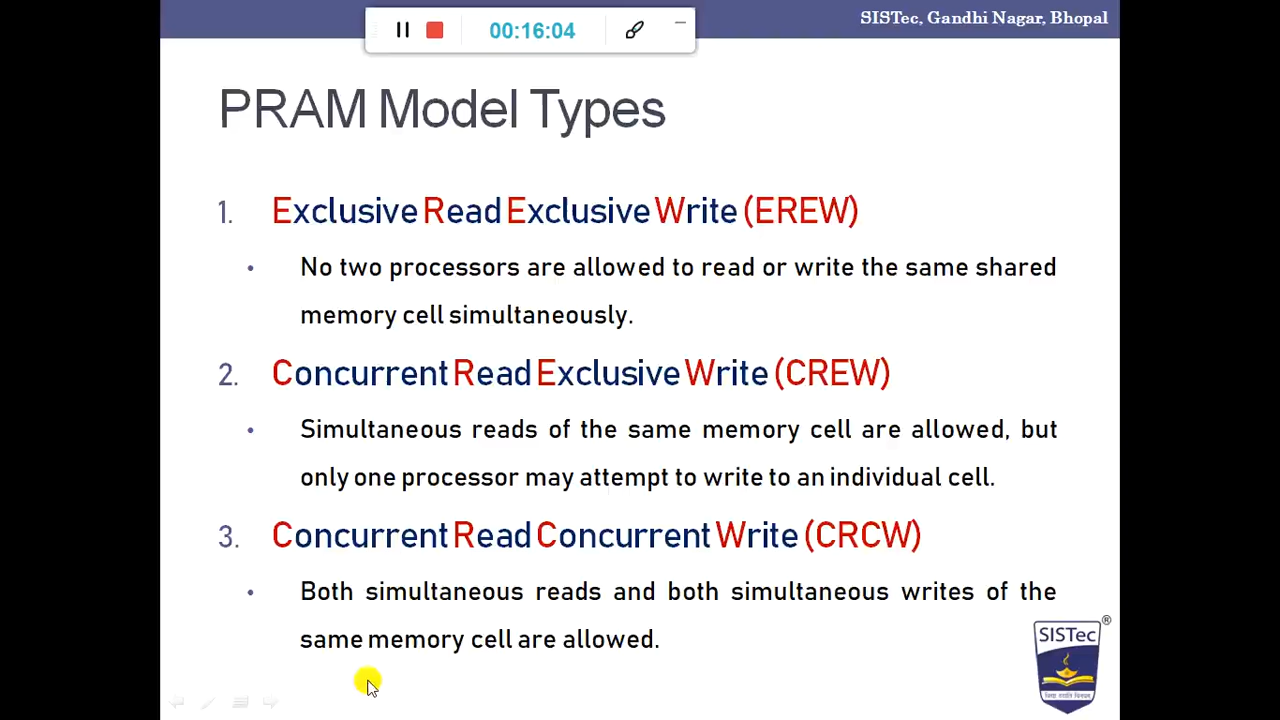 SISTec, Gandhi Nagar, Bhopal
00:16:04
PRAM Model Types
1. Exclusive Read Exclusive Write (EREW)
• No two processors are allowed to read or write the same shared
memory cell simultaneously.
2. Concurrent Read Exclusive Write (CREW)
• Simultaneous reads of the same memory cell are allowed, but
only one processor may attempt to write to an individual cell.
3. Concurrent Read Concurrent Write (CRCW)
• Both simultaneous reads and both simultaneous writes of the
same memory cell are allowed.
SISTec ®